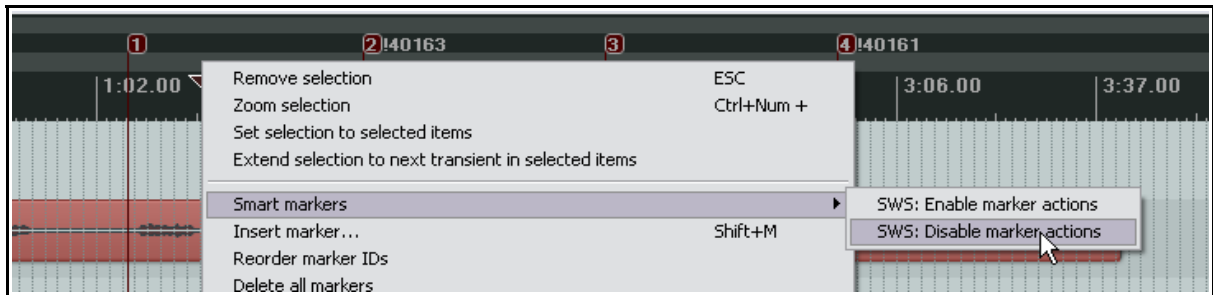 1 2 !40163 3 4 !40161
1:02.00 3:06.00 3:37.00
Remove selection ESC
Zoom selection Ctrl+Num +
Set selection to selected items
Extend selection to next transient in selected items
Smart markers SWS: Enable marker actions
Insert marker... Shift+M SWS: Disable marker actions
Reorder marker IDs
Delete all markers